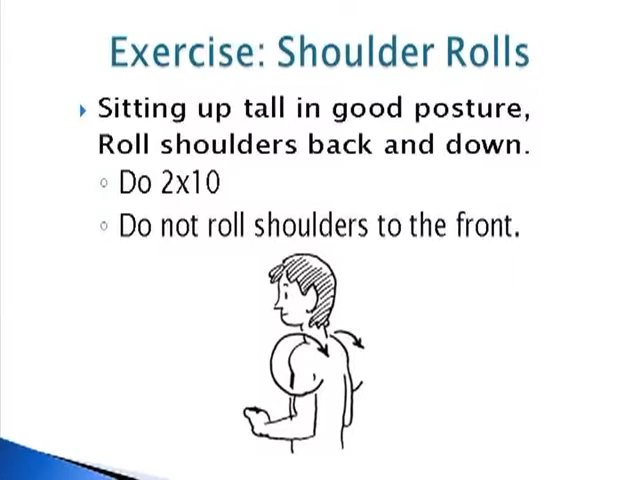 Exercise: Shoulder Rolls
Sitting up tall in good posture,
Roll shoulders back and down.
Do 2x10
Do not roll shoulders to the front.